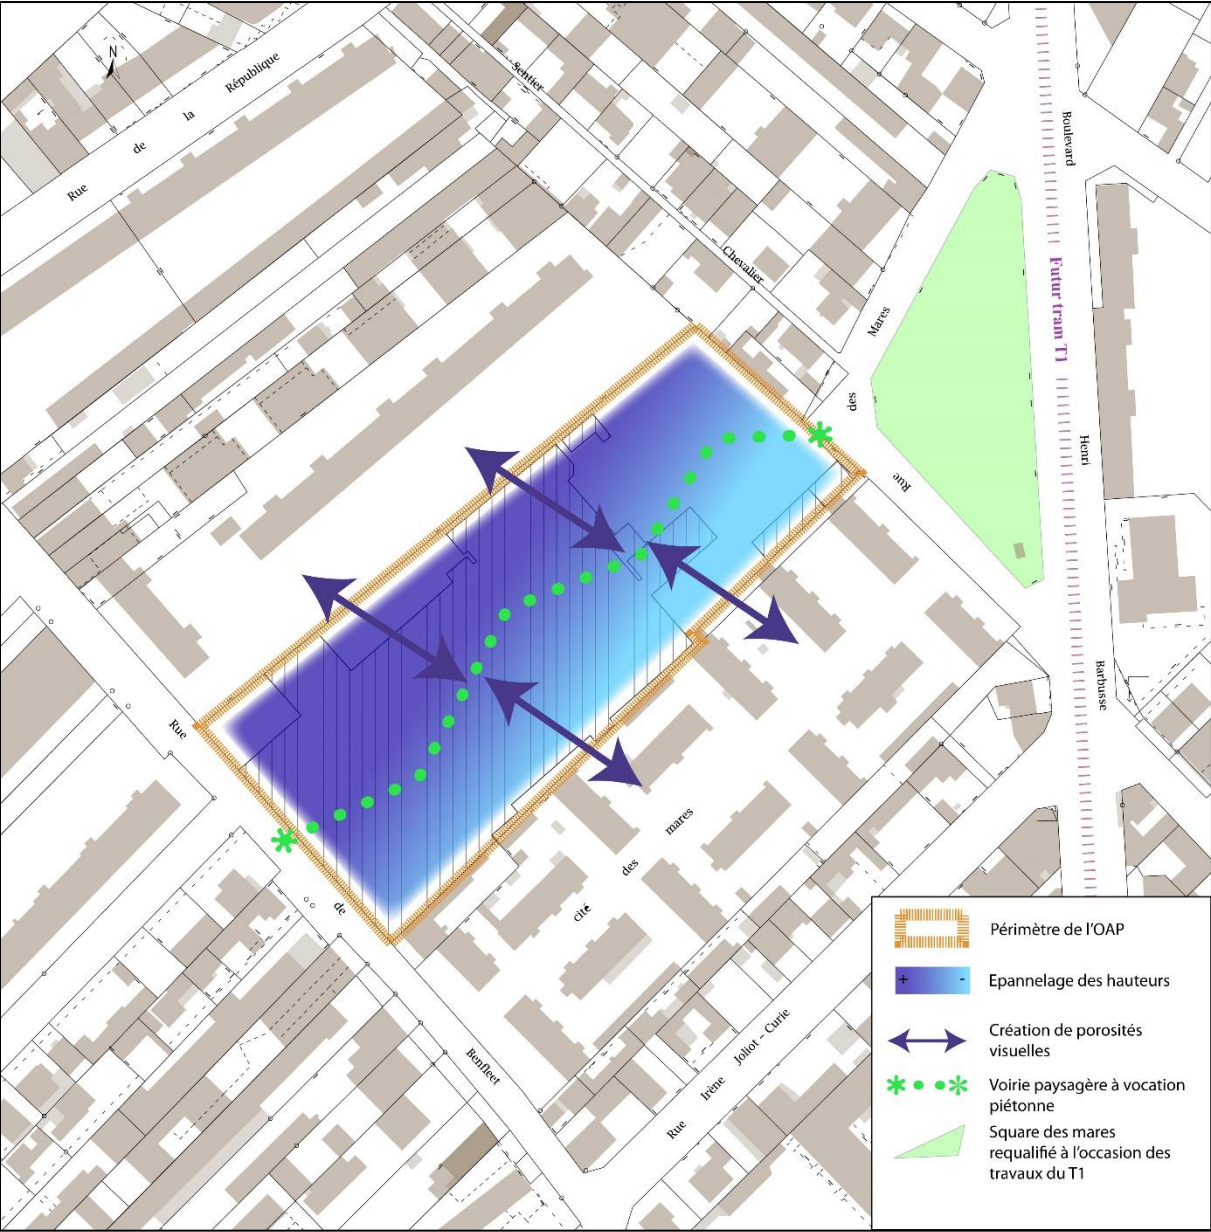 N
Rue de la République
Sentier
Chevalier
Boulevard
Futur tram T1
Henri
Barbusse
Mares
des
Rue
Rue
de
Benfleet
cité des mares
Rue Irène Joliot - Curie
Périmètre de l'OAP
+ -
Epannelage des hauteurs
Création de porosités
visuelles
Voirie paysagère à vocation
piétonne
Square des mares
requalifié à l'occasion des
travaux du T1